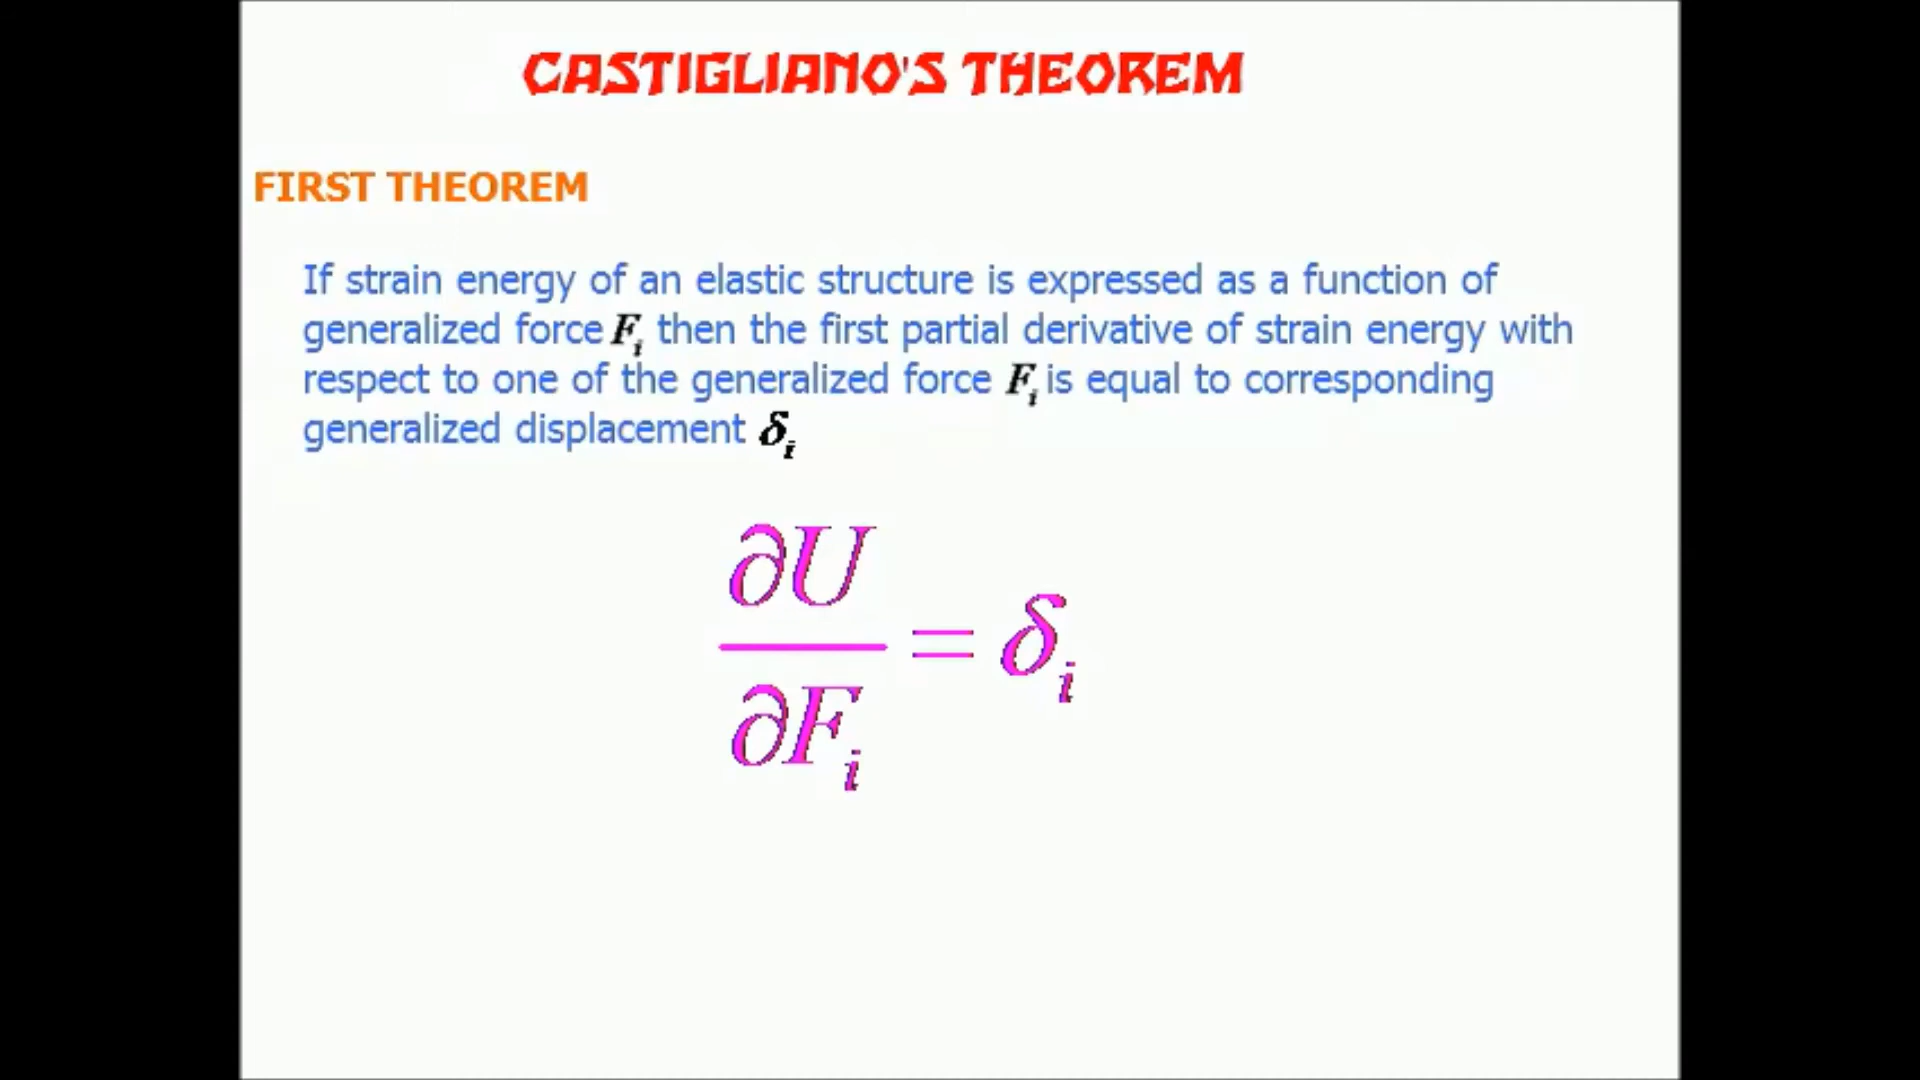 CASTIGLIANO'S THEOREM
FIRST THEOREM
If strain energy of an elastic structure is expressed as a function of
generalized force Fᵢ then the first partial derivative of strain energy with
respect to one of the generalized force Fᵢ is equal to corresponding
generalized displacement δᵢ
∂U
∂Fᵢ
= δᵢ